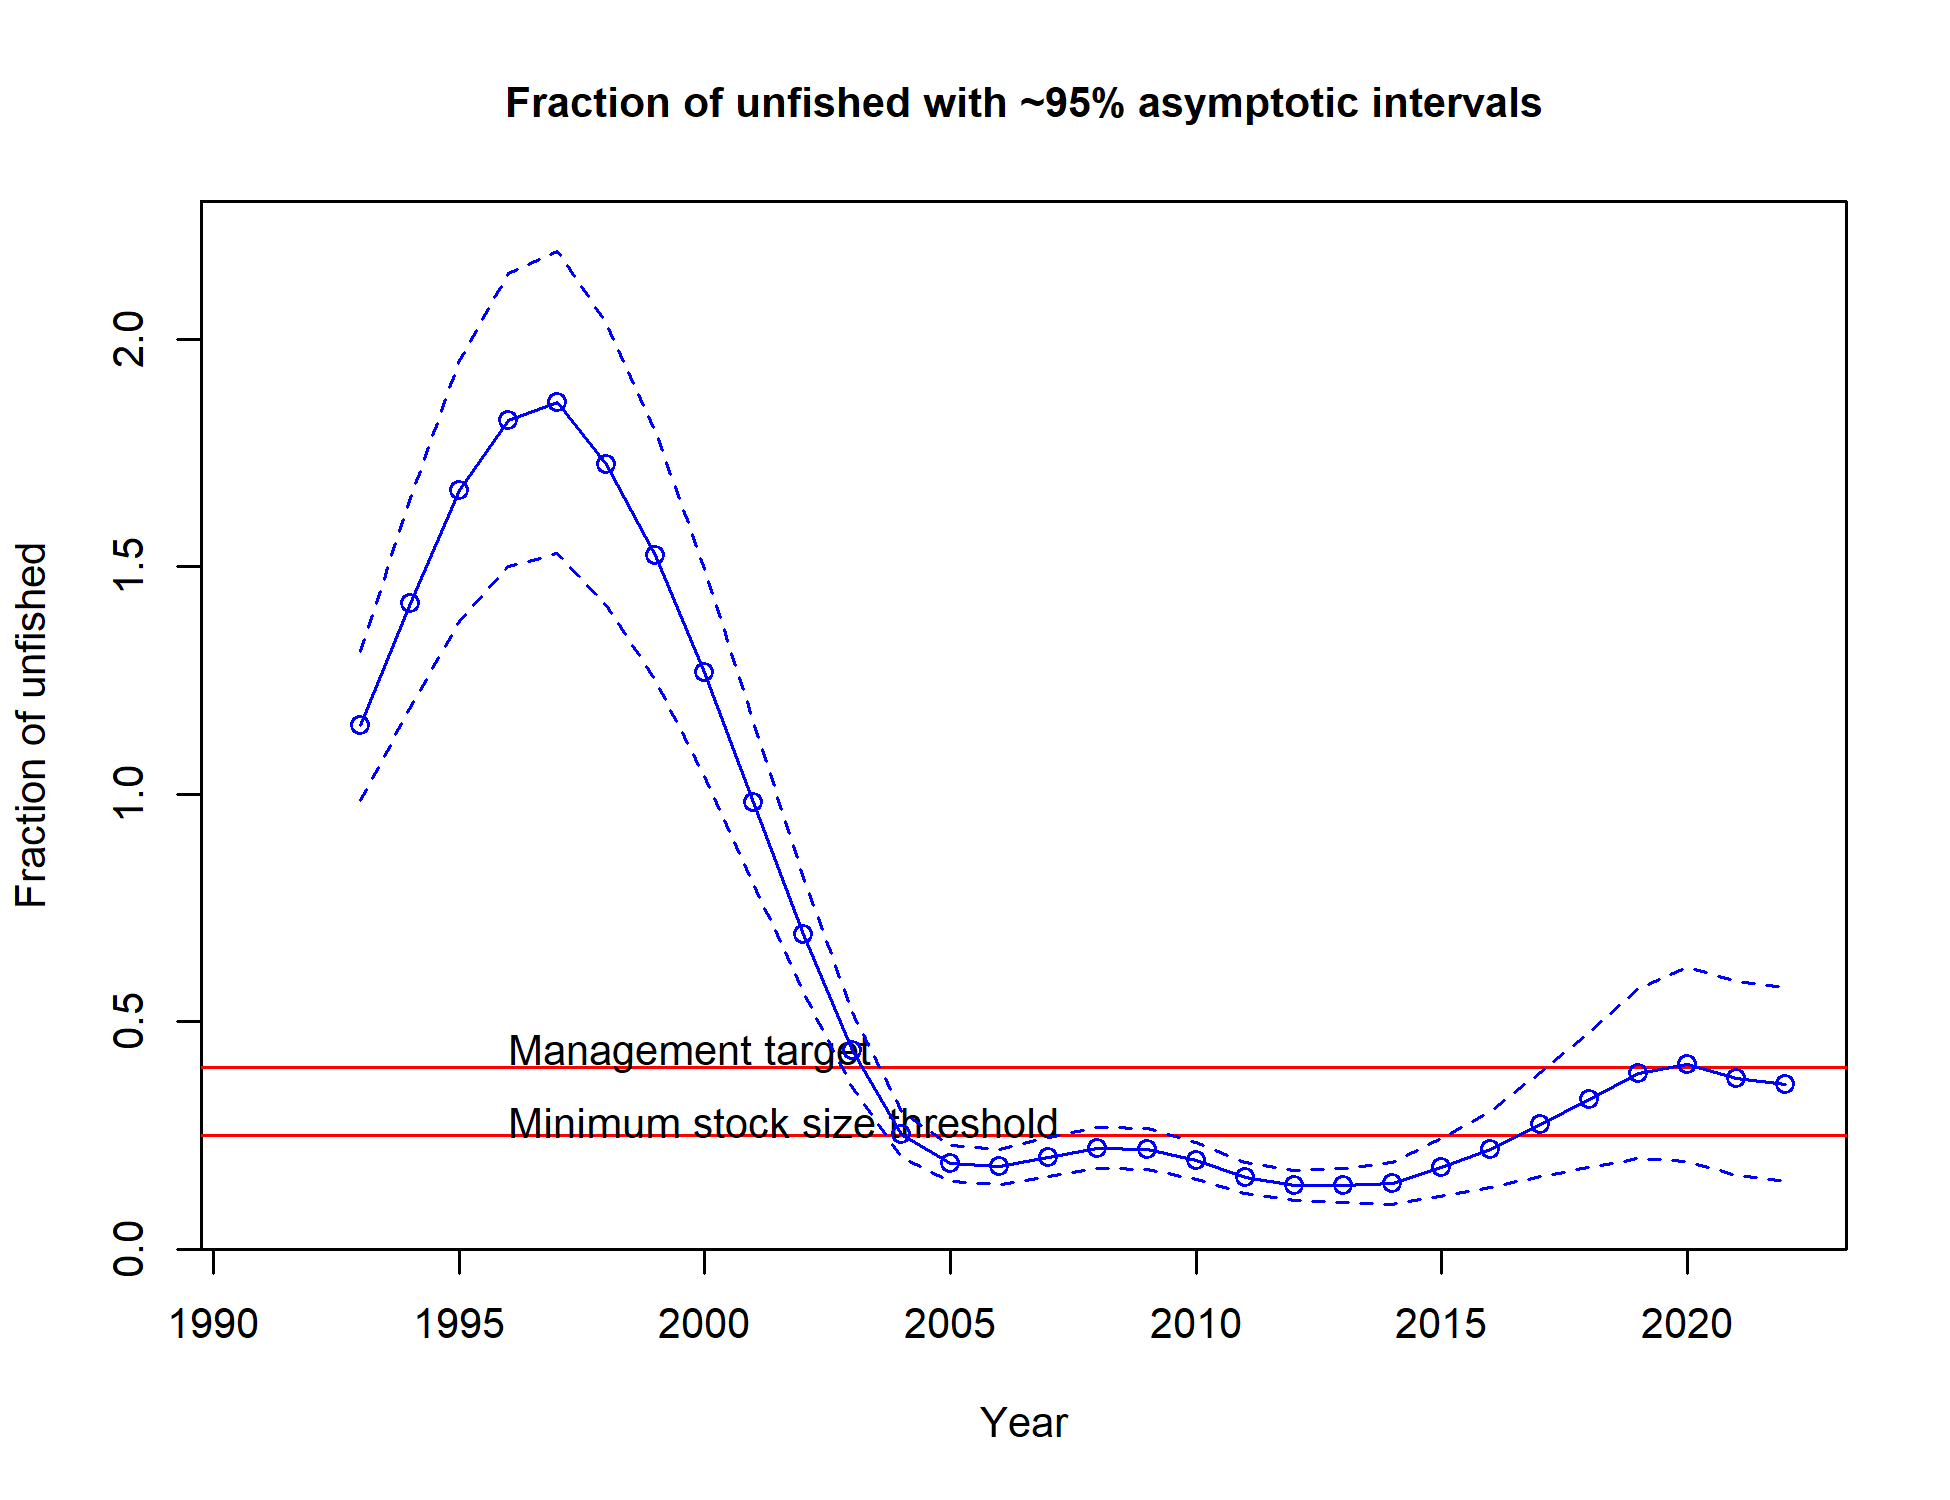 Fraction of unfished with ~95% asymptotic intervals
Fraction of unfished
2.0
1.5
1.0
0.5
0.0
Management target
Minimum stock size threshold
1990 1995 2000 2005 2010 2015 2020
Year